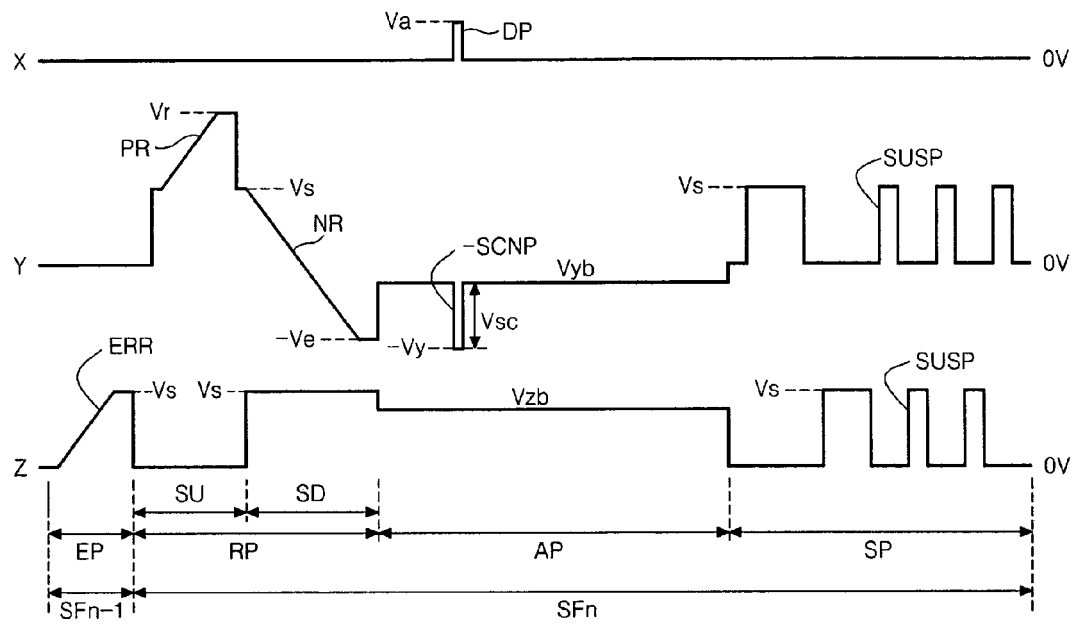 Va
DP
X
0V
Vr
PR
Vs
NR
Vs
SUSP
-SCNP
Y
Vyb
0V
Vsc
-Ve
-Vy
ERR
Vs
Vs
Vzb
Vs
SUSP
Z
0V
SU
SD
EP
RP
AP
SP
SFn-1
SFn